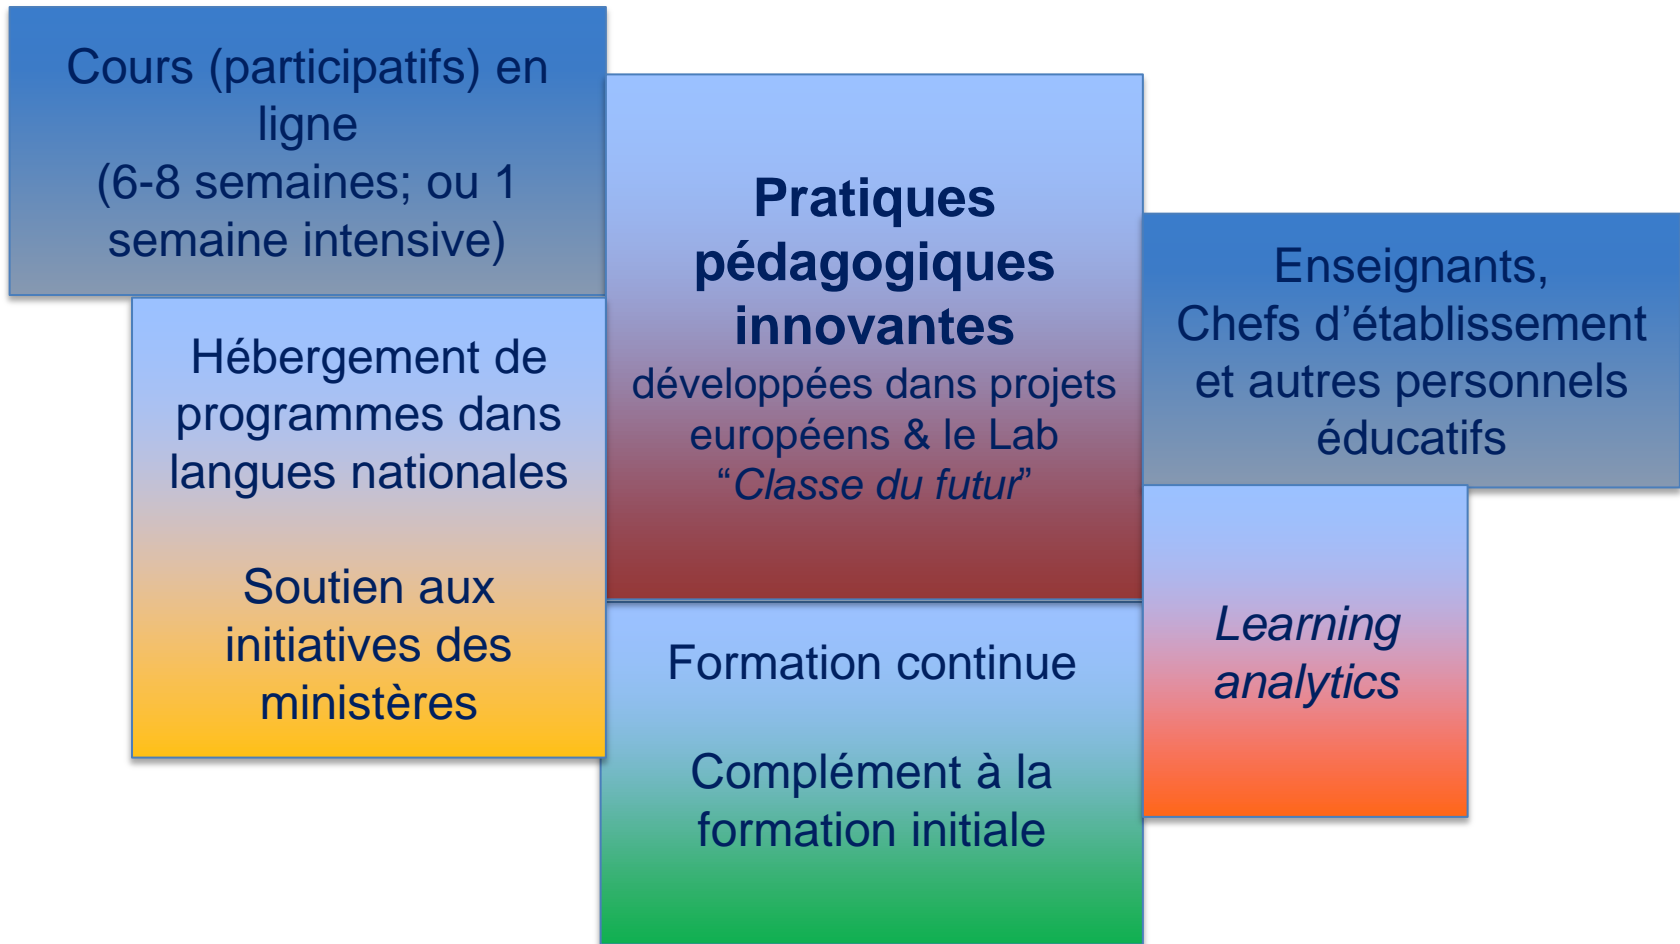 Cours (participatifs) en
ligne
(6-8 semaines; ou 1
semaine intensive)
Hébergement de
programmes dans
langues nationales
Soutien aux
initiatives des
ministères
Pratiques
pédagogiques
innovantes
développées dans projets
européens & le Lab
“Classe du futur”
Formation continue
Complément à la
formation initiale
Enseignants,
Chefs d’établissement
et autres personnels
éducatifs
Learning
analytics